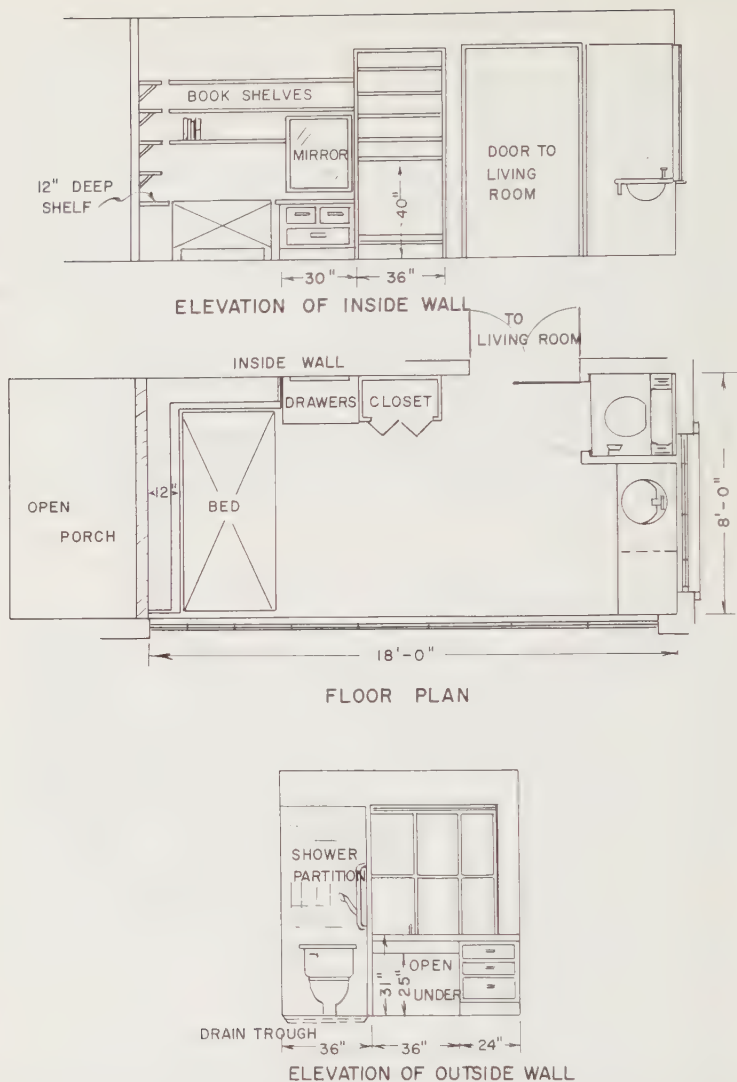 BOOK SHELVES
MIRROR
12" DEEP
SHELF
DOOR TO
LIVING
ROOM
40"
30"
36"
ELEVATION OF INSIDE WALL
TO
LIVING ROOM
INSIDE WALL
DRAWERS
CLOSET
OPEN
PORCH
12"
BED
8'-0"
18'-0"
FLOOR PLAN
SHOWER
PARTITION
31"
25"
OPEN
UNDER
DRAIN TROUGH
36"
36"
24"
ELEVATION OF OUTSIDE WALL